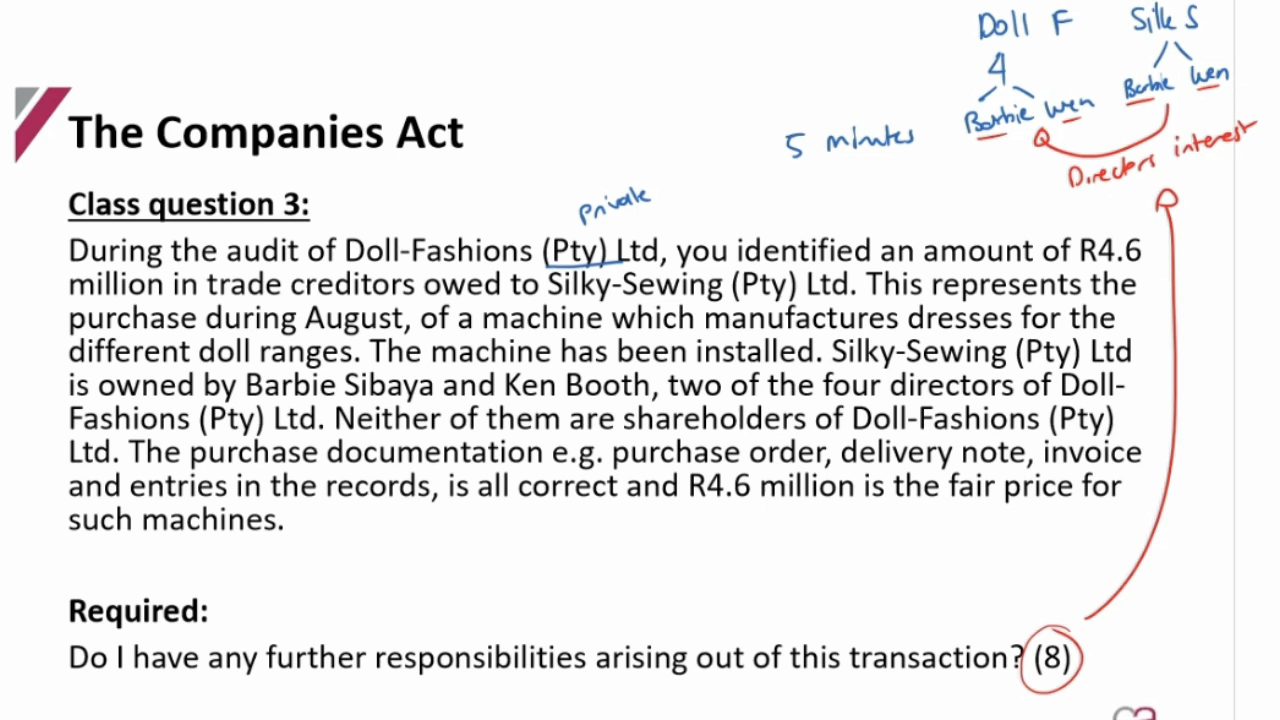 Doll F Silk S
4
Barbie Ken Barbie Ken
5 minutes
Directors interest
The Companies Act
Class question 3:
Private
During the audit of Doll-Fashions (Pty) Ltd, you identified an amount of R4.6
million in trade creditors owed to Silky-Sewing (Pty) Ltd. This represents the
purchase during August, of a machine which manufactures dresses for the
different doll ranges. The machine has been installed. Silky-Sewing (Pty) Ltd
is owned by Barbie Sibaya and Ken Booth, two of the four directors of Doll-
Fashions (Pty) Ltd. Neither of them are shareholders of Doll-Fashions (Pty)
Ltd. The purchase documentation e.g. purchase order, delivery note, invoice
and entries in the records, is all correct and R4.6 million is the fair price for
such machines.
Required:
Do I have any further responsibilities arising out of this transaction? (8)